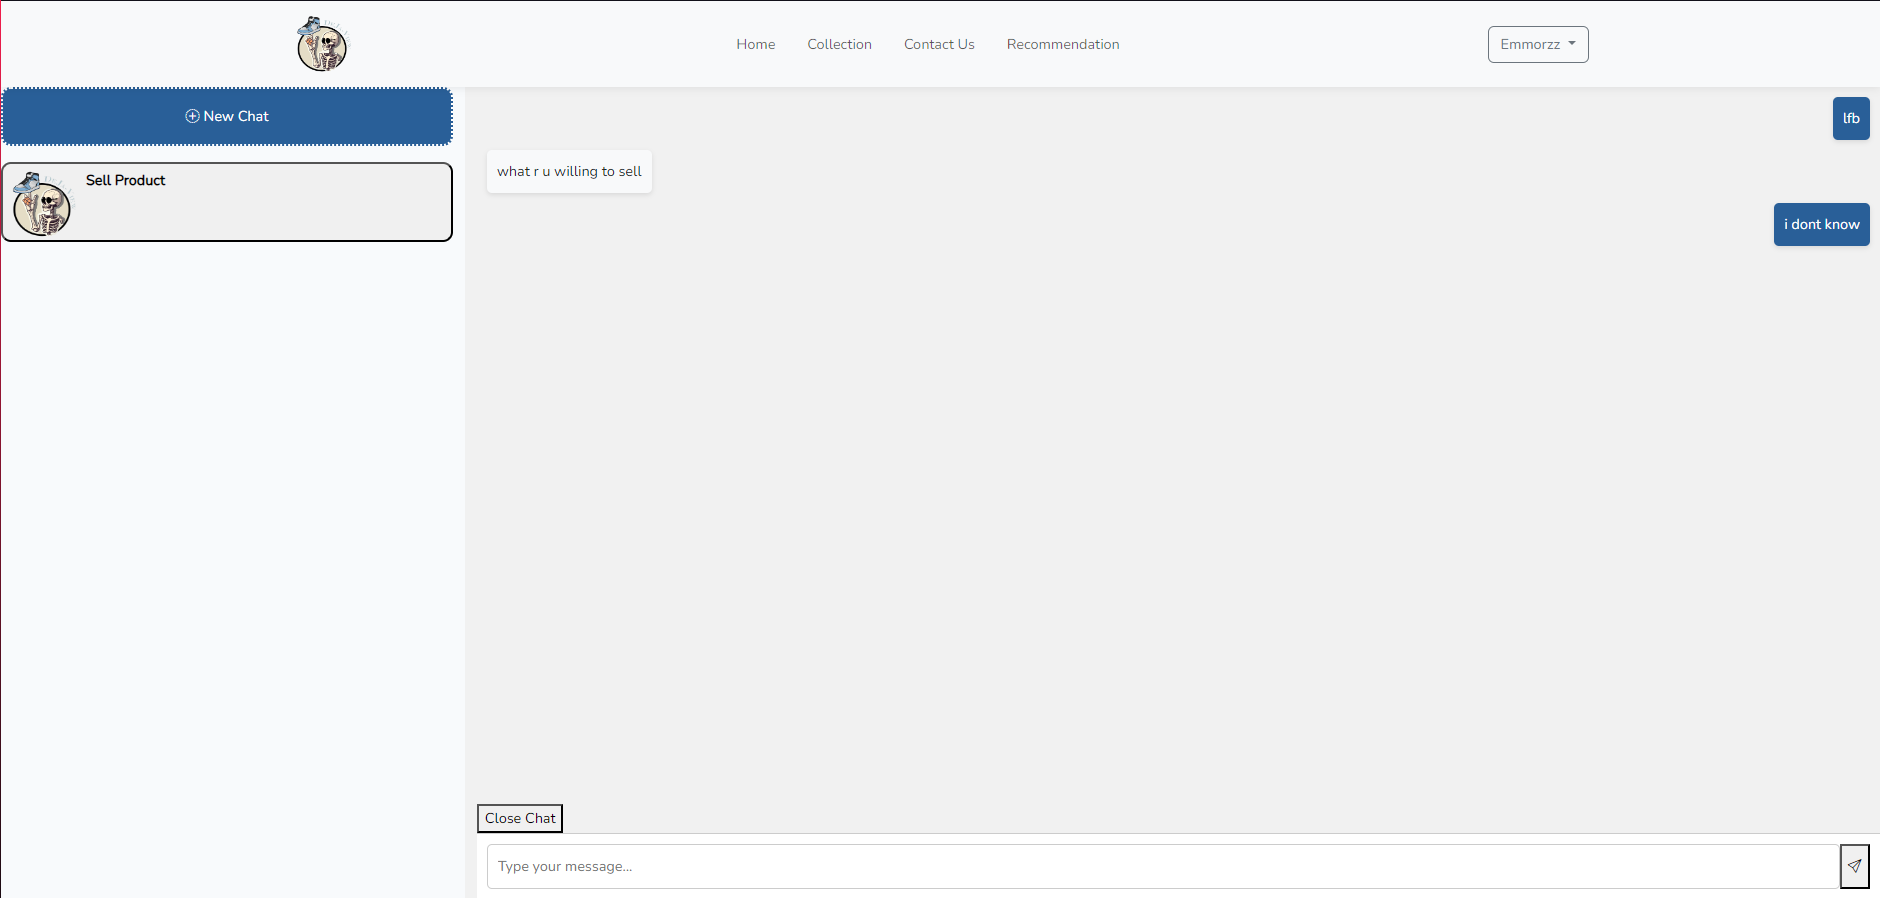 Home
Collection
Contact Us
Recommendation
Emmorzz
New Chat
Sell Product
lfb
what r u willing to sell
i dont know
Close Chat
Type your message...